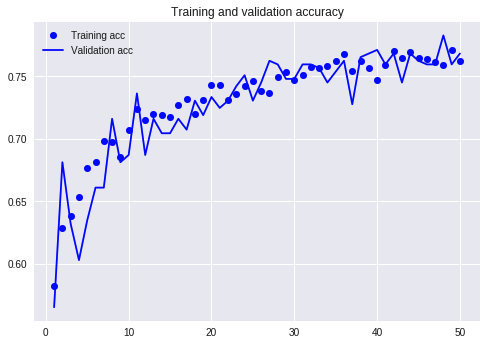 Training and validation accuracy
Training acc
Validation acc
0.75
0.70
0.65
0.60
0 10 20 30 40 50